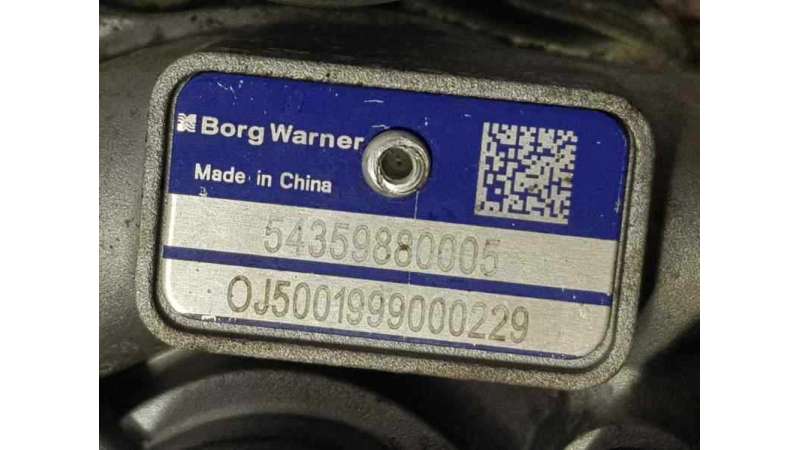 Borg Warner
Made in China
54359880005
OJ5001999000229